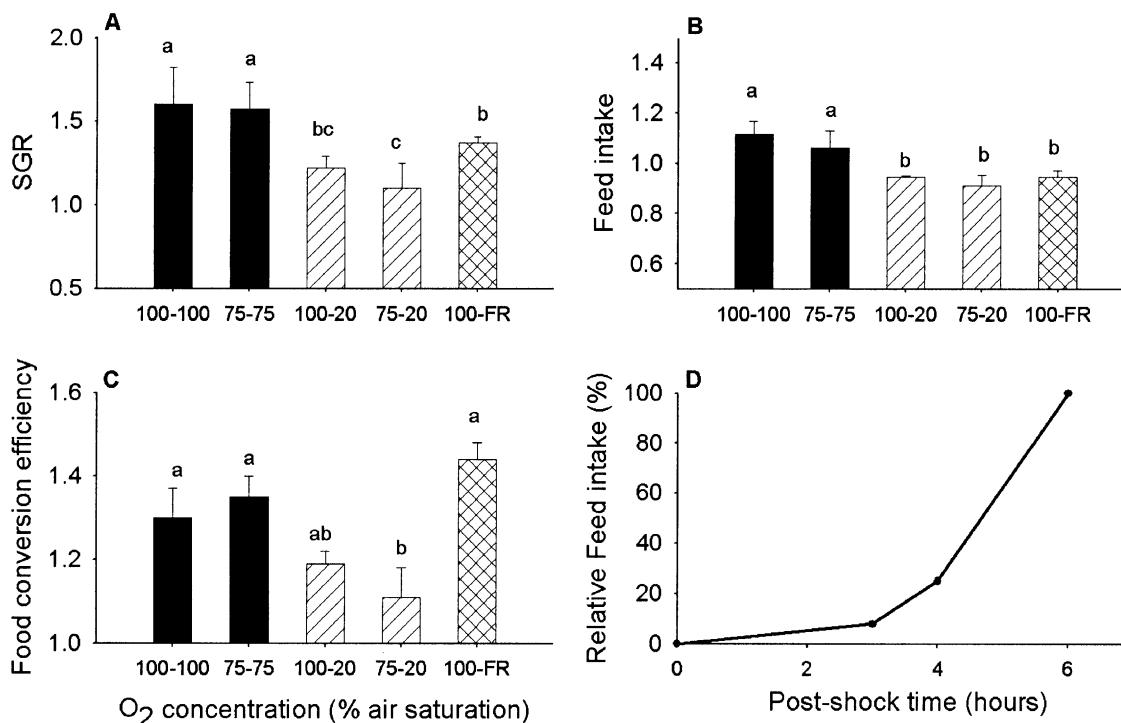 A
SGR
2.0
1.5
1.0
0.5
a
a
bc
c
b
100-100 75-75 100-20 75-20 100-FR
B
Feed intake
1.2
1.0
0.8
0.6
a
a
b
b
b
100-100 75-75 100-20 75-20 100-FR
C
Food conversion efficiency
1.6
1.4
1.2
1.0
a
a
ab
b
a
100-100 75-75 100-20 75-20 100-FR
O2 concentration (% air saturation)
D
Relative Feed intake (%)
100
80
60
40
20
0
0 2 4 6
Post-shock time (hours)